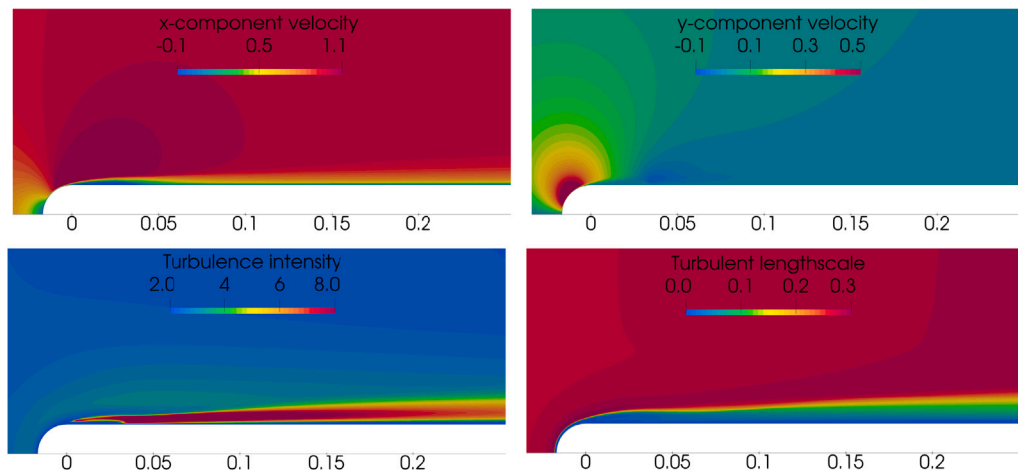 x-component velocity
-0.1 0.5 1.1
0 0.05 0.1 0.15 0.2
y-component velocity
-0.1 0.1 0.3 0.5
0 0.05 0.1 0.15 0.2
Turbulence intensity
2.0 4 6 8.0
0 0.05 0.1 0.15 0.2
Turbulent lengthscale
0.0 0.1 0.2 0.3
0 0.05 0.1 0.15 0.2